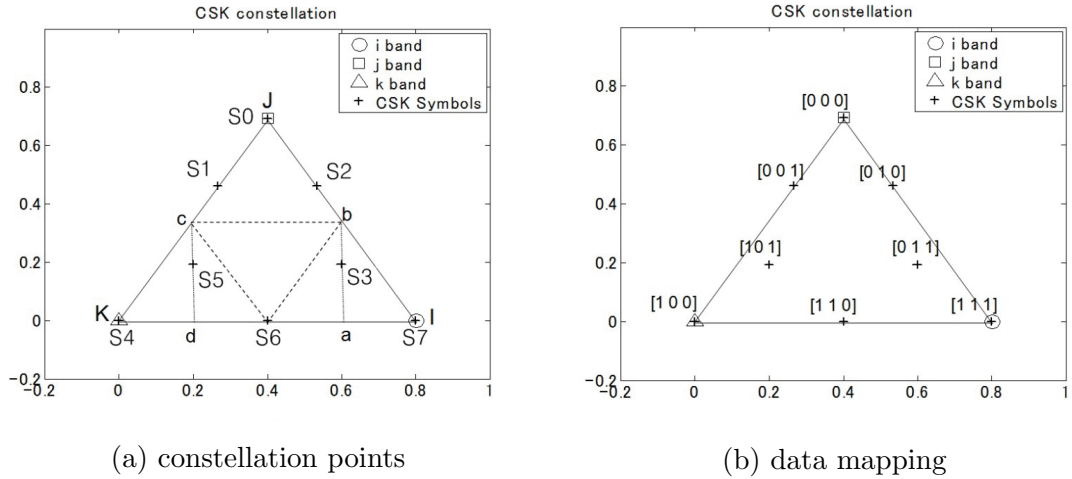 CSK constellation
i band
j band
k band
CSK Symbols
0.8
0.6
0.4
0.2
0
-0.2
-0.2
0
0.2
0.4
0.6
0.8
1
J
S0
S1
S2
c
b
S5
S3
K
I
S4
d
S6
a
S7
(a) constellation points
CSK constellation
i band
j band
k band
CSK Symbols
0.8
0.6
0.4
0.2
0
-0.2
-0.2
0
0.2
0.4
0.6
0.8
1
[0 0 0]
[0 0 1]
[0 1 0]
[1 0 1]
[0 1 1]
[1 0 0]
[1 1 0]
[1 1 1]
(b) data mapping